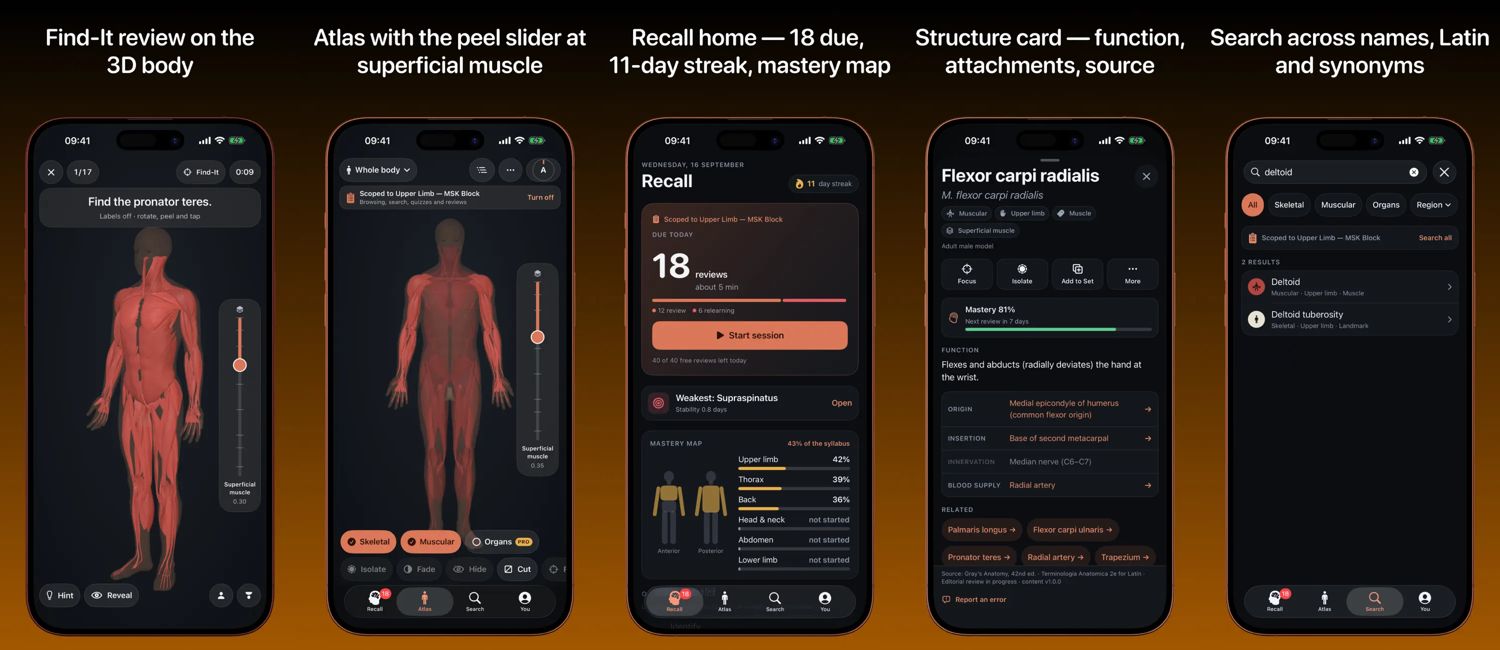 Find-It review on the
3D body
09:41
1/17
Find-It
0:09
Find the pronator teres.
Labels off · rotate, peel and tap
Superficial
muscle
0.30
Hint
Reveal
Atlas with the peel slider at
superficial muscle
09:41
Whole body
A
Scoped to Upper Limb — MSK Block
Browsing, search, quizzes and reviews
Turn off
Superficial
muscle
0.35
Skeletal
Muscular
Organs
PRO
Isolate
Fade
Hide
Cut
F
18
Recall
Atlas
Search
You
Recall home — 18 due,
11-day streak, mastery map
09:41
WEDNESDAY, 16 SEPTEMBER
Recall
11 day streak
Scoped to Upper Limb — MSK Block
DUE TODAY
18 reviews
about 5 min
12 review
6 relearning
Start session
40 of 40 free reviews left today
Weakest: Supraspinatus
Stability 0.8 days
Open
MASTERY MAP
43% of the syllabus
Upper limb 42%
Thorax 39%
Back 36%
Head & neck not started
Abdomen not started
Lower limb not started
Anterior
Posterior
18
Recall
Atlas
Search
You
Identify
Structure card — function,
attachments, source
09:41
Flexor carpi radialis
M. flexor carpi radialis
Muscular
Upper limb
Muscle
Superficial muscle
Adult male model
Focus
Isolate
Add to Set
More
Mastery 81%
Next review in 7 days
FUNCTION
Flexes and abducts (radially deviates) the hand at
the wrist.
ORIGIN
Medial epicondyle of humerus
(common flexor origin)
→
INSERTION
Base of second metacarpal
→
INNERVATION
Median nerve (C6–C7)
BLOOD SUPPLY
Radial artery
→
RELATED
Palmaris longus →
Flexor carpi ulnaris →
Pronator teres →
Radial artery →
Trapezium →
Source: Gray's Anatomy, 42nd ed. · Terminologia Anatomica 2e for Latin ·
Editorial review in progress · content v1.0.0
Report an error
Search across names, Latin
and synonyms
09:41
deltoid
All
Skeletal
Muscular
Organs
Region
Scoped to Upper Limb — MSK Block
Search all
2 RESULTS
Deltoid
Muscular · Upper limb · Muscle
Deltoid tuberosity
Skeletal · Upper limb · Landmark
18
Recall
Atlas
Search
You